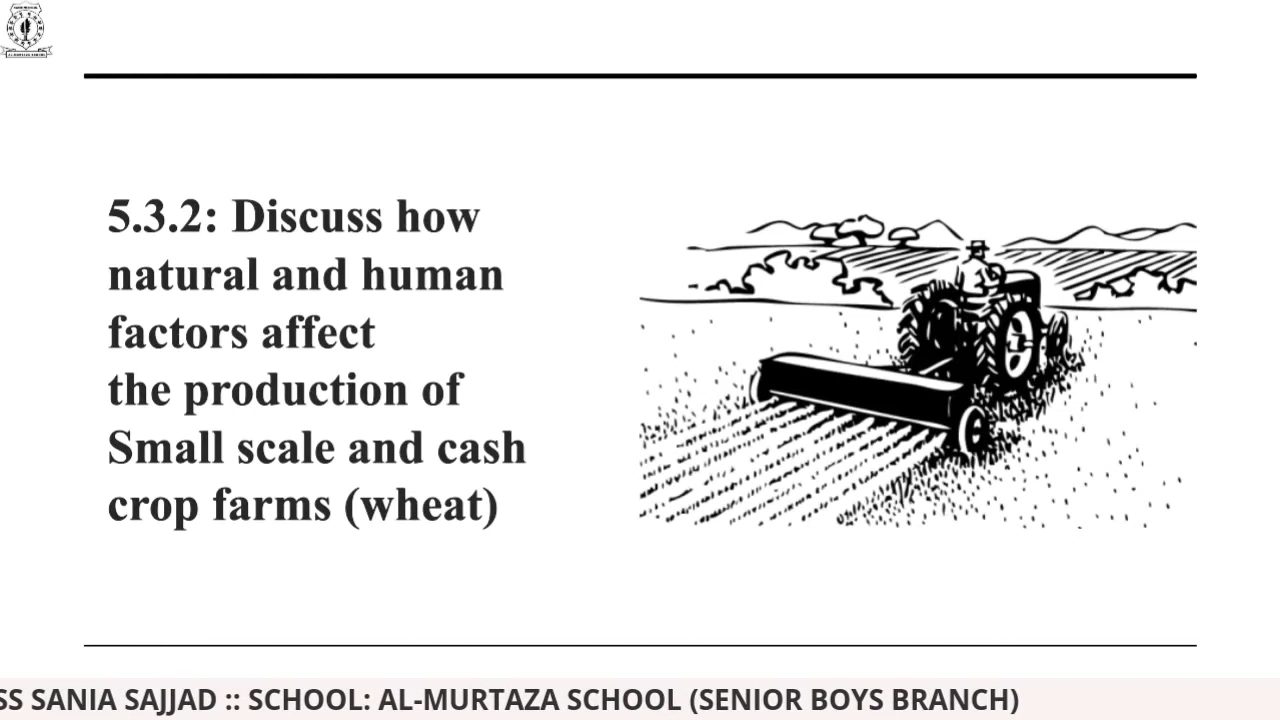 5.3.2: Discuss how
natural and human
factors affect
the production of
Small scale and cash
crop farms (wheat)
SS SANIA SAJJAD :: SCHOOL: AL-MURTAZA SCHOOL (SENIOR BOYS BRANCH)